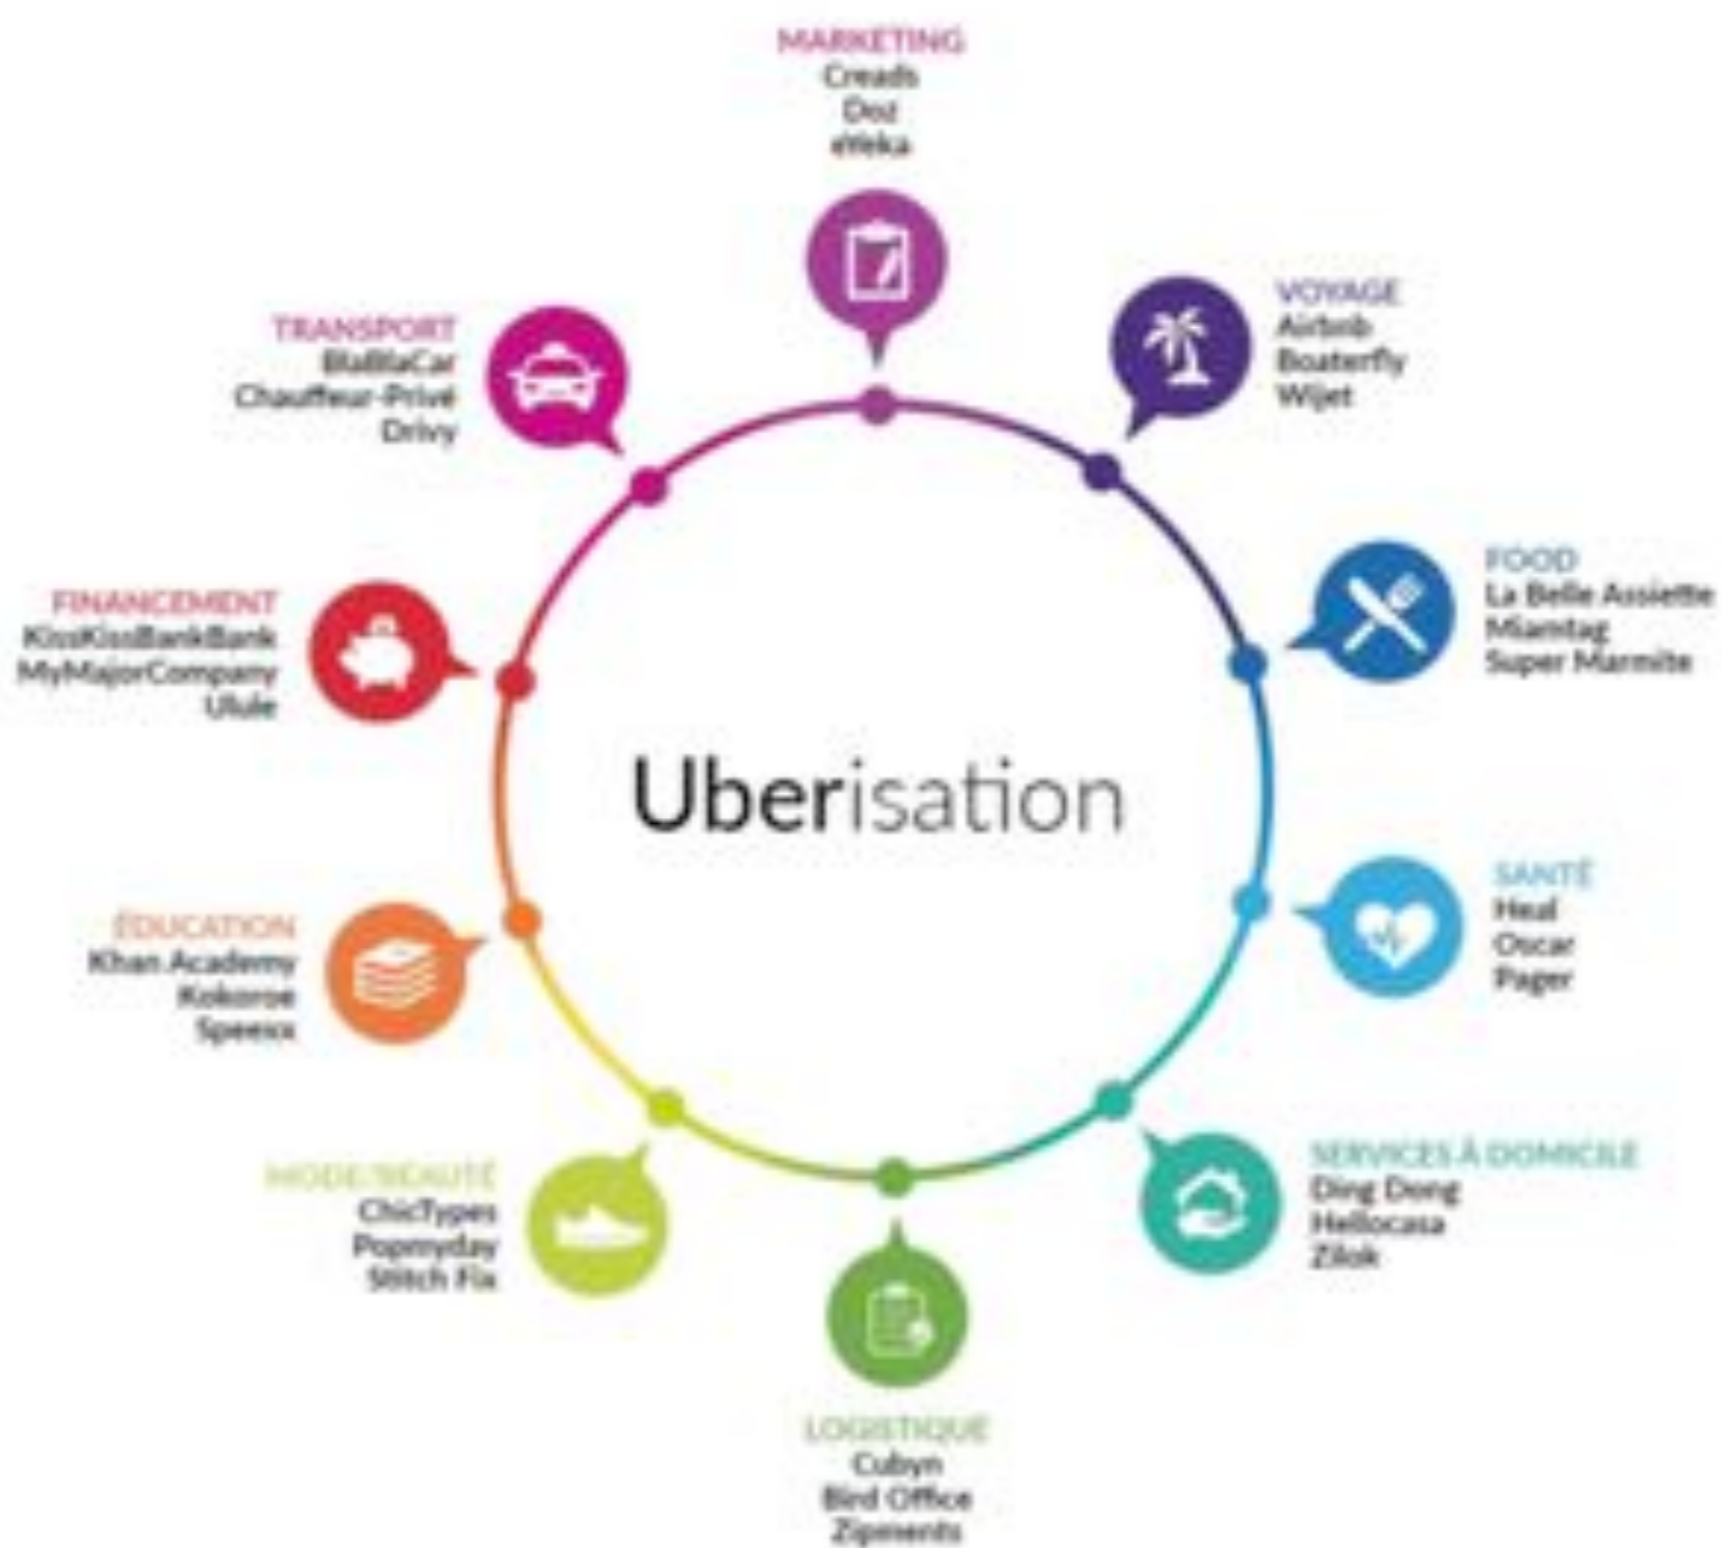 MARKETING
Creads
Doz
eYeka
VOYAGE
Airbnb
Boaterfly
Wijet
FOOD
La Belle Assiette
Miamtag
Super Marmite
SANTÉ
Heal
Oscar
Pager
SERVICES À DOMICILE
Ding Dong
Hellocasa
Zilok
LOGISTIQUE
Cubyn
Bird Office
Zipments
MODE/BEAUTÉ
ChicTypes
Popmyday
Stitch Fix
ÉDUCATION
Khan Academy
Kokoroe
Speexx
FINANCEMENT
KissKissBankBank
MyMajorCompany
Ulule
TRANSPORT
BlaBlaCar
Chauffeur-Privé
Drivy
Uberisation